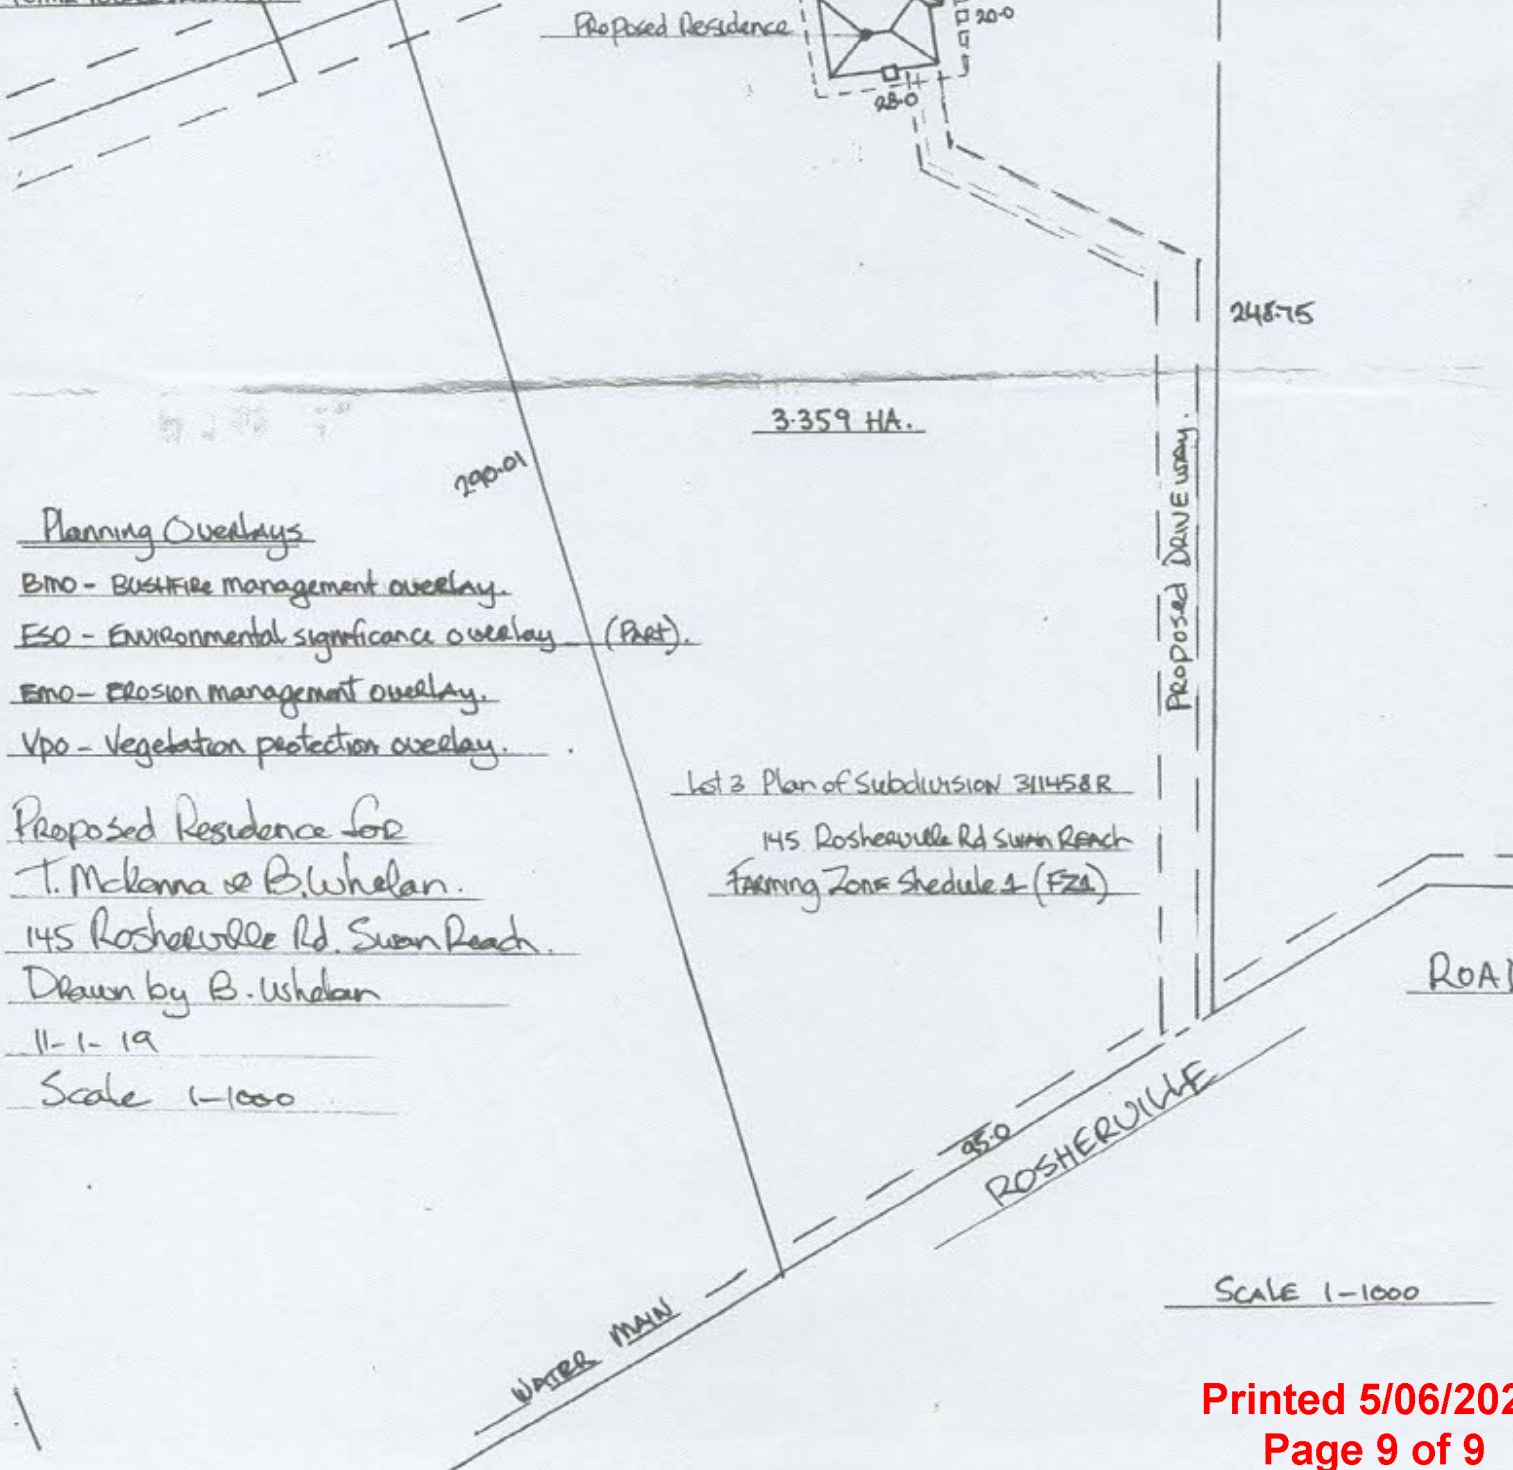 Proposed Residence
20-0
28-0
248.75
3.359 HA.
290.01
Planning Overlays
BMO - BUSHFIRE management overlay.
ESO - Environmental significance overlay (Part).
EMO - EROSION management overlay.
VPO - Vegetation protection overlay.
Proposed DRIVEway.
Lot 3 Plan of Subdivision 311458R
145 Rosherville Rd Swan Reach
Farming Zone Shedule 1 (FZ1)
Proposed Residence for
T. McKenna & B. Whelan.
145 Rosherville Rd. Swan Reach.
Drawn by B. Whelan
11-1-19
Scale 1-1000
ROAD
95.0
ROSHERVILLE
WATER MAIN
SCALE 1-1000
Printed 5/06/202
Page 9 of 9